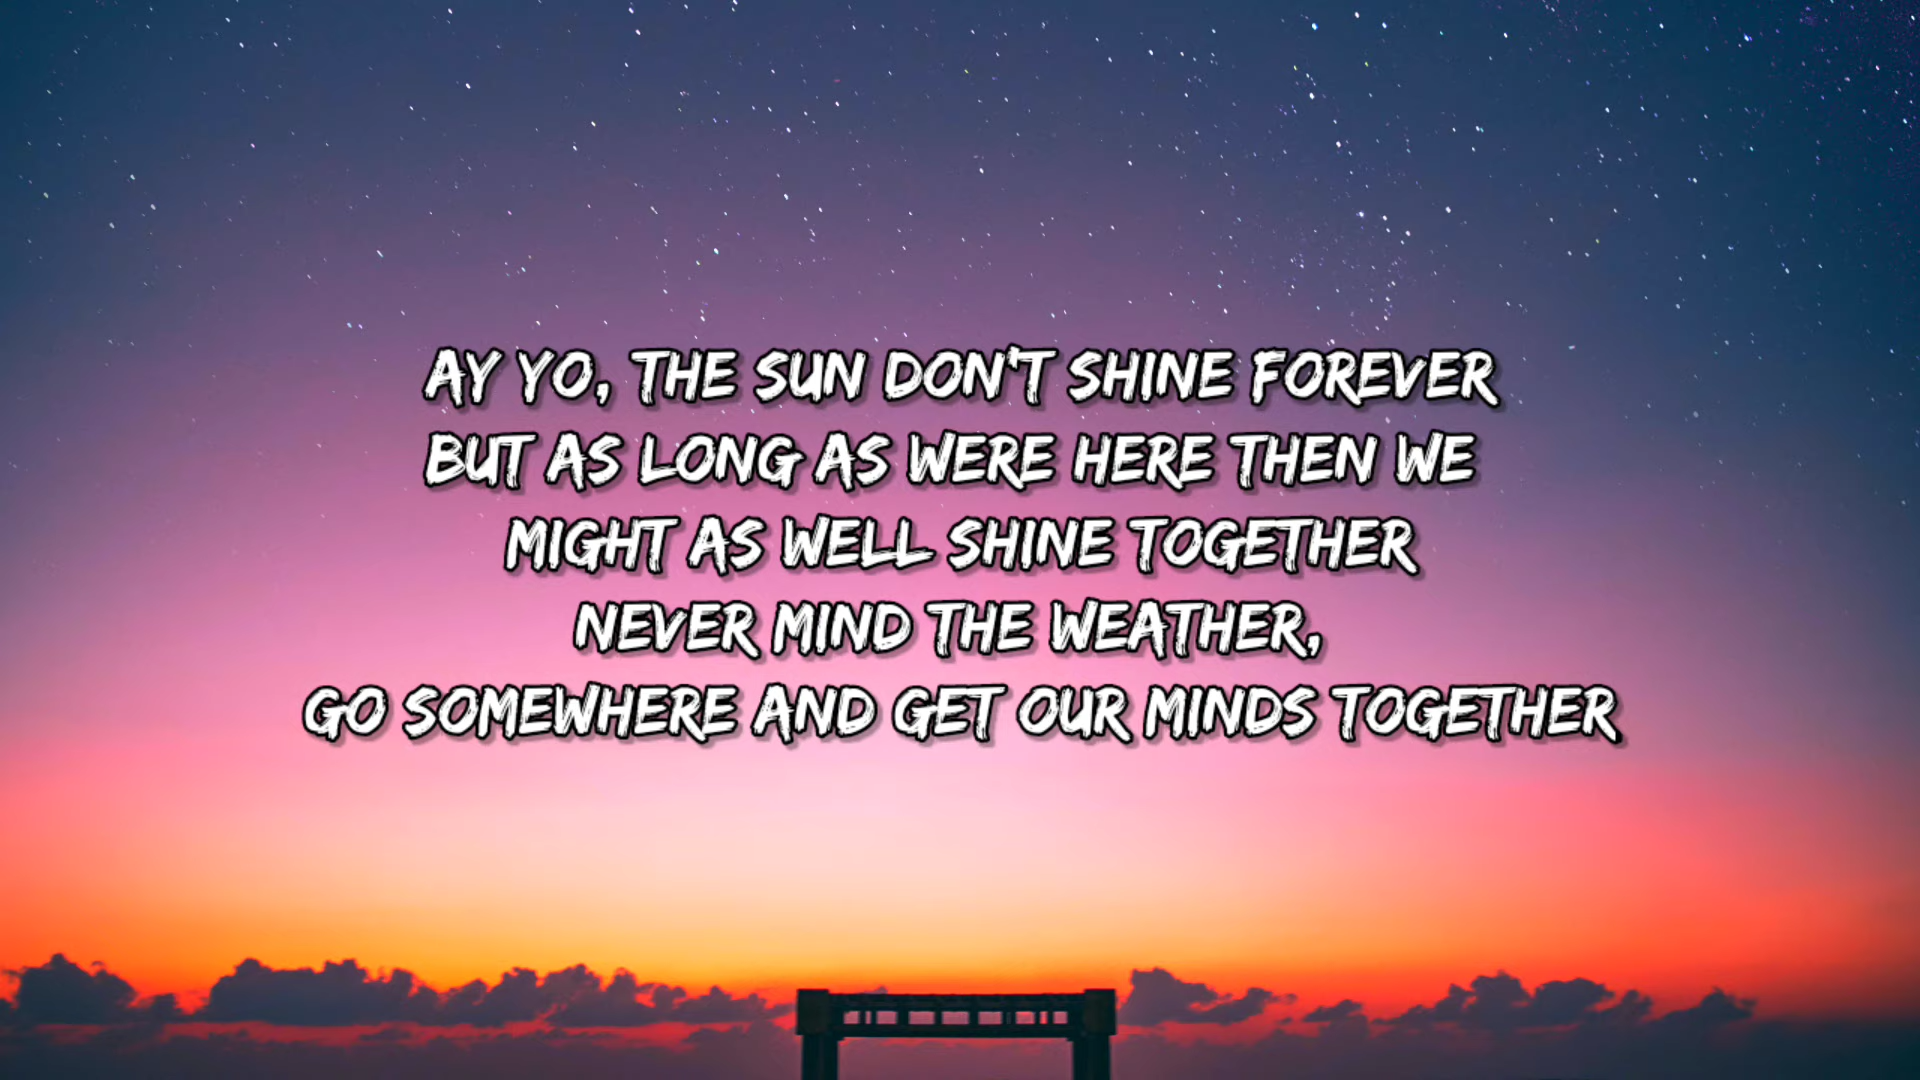 AY YO, THE SUN DON'T SHINE FOREVER
BUT AS LONG AS WERE HERE THEN WE
MIGHT AS WELL SHINE TOGETHER
NEVER MIND THE WEATHER,
GO SOMEWHERE AND GET OUR MINDS TOGETHER